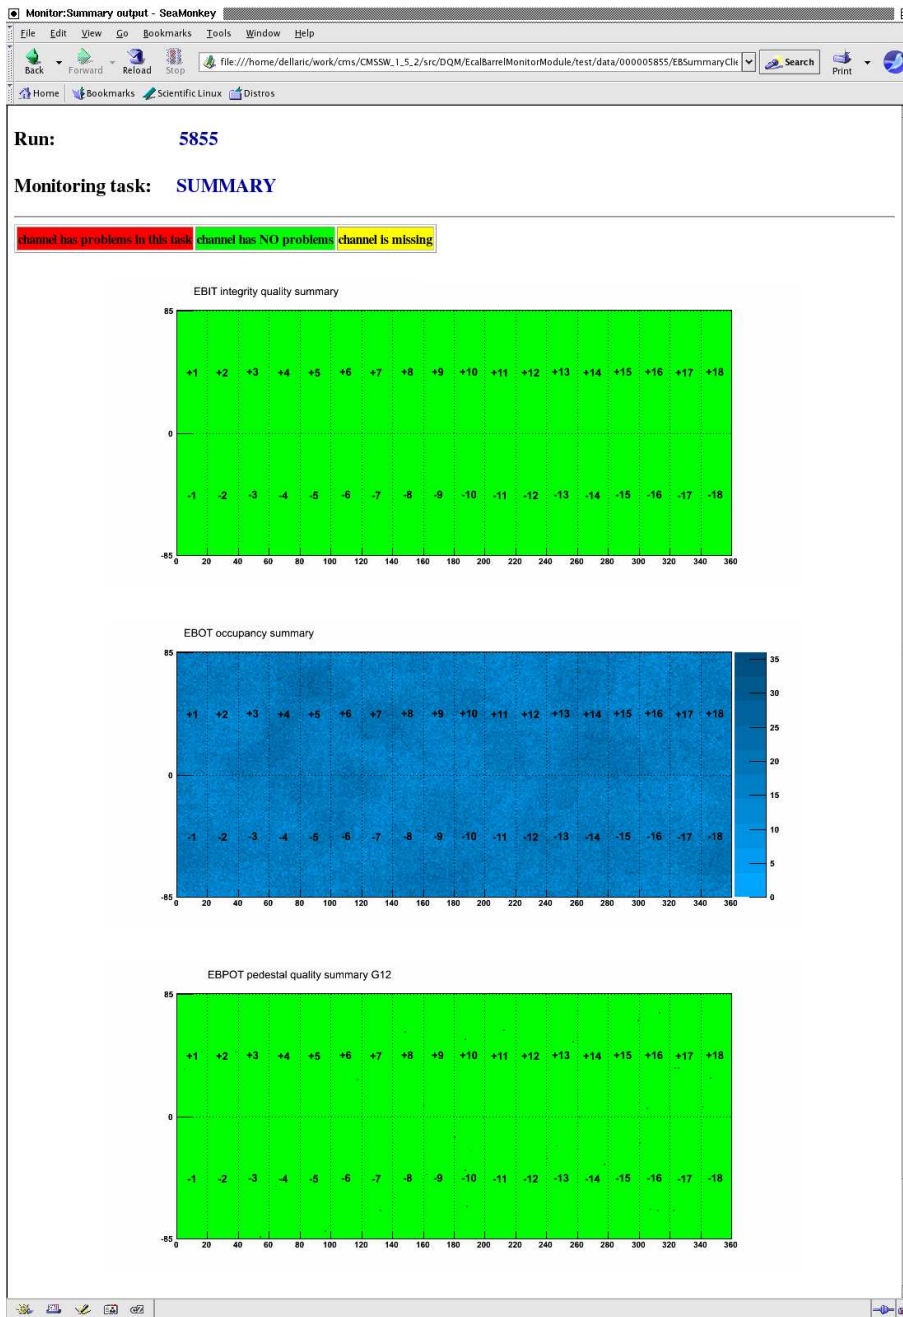 Monitor:Summary output - SeaMonkey
File Edit View Go Bookmarks Tools Window Help
Back Forward Reload Stop file:///home/dellaric/work/cms/CMSSW_1_5_2/src/DQM/EcalBarrelMonitorModule/test/data/000005855/EBSummaryClie Search Print
Home Bookmarks Scientific Linux Distros
Run: 5855
Monitoring task: SUMMARY
channel has problems in this task channel has NO problems channel is missing
EBIT integrity quality summary
85
+1 +2 +3 +4 +5 +6 +7 +8 +9 +10 +11 +12 +13 +14 +15 +16 +17 +18
0
-1 -2 -3 -4 -5 -6 -7 -8 -9 -10 -11 -12 -13 -14 -15 -16 -17 -18
-85
0 20 40 60 80 100 120 140 160 180 200 220 240 260 280 300 320 340 360
EBOT occupancy summary
85
35
30
+1 +2 +3 +4 +5 +6 +7 +8 +9 +10 +11 +12 +13 +14 +15 +16 +17 +18
25
20
0
15
10
-1 -2 -3 -4 -5 -6 -7 -8 -9 -10 -11 -12 -13 -14 -15 -16 -17 -18
5
-85 0
0 20 40 60 80 100 120 140 160 180 200 220 240 260 280 300 320 340 360
EBPOT pedestal quality summary G12
85
+1 +2 +3 +4 +5 +6 +7 +8 +9 +10 +11 +12 +13 +14 +15 +16 +17 +18
0
-1 -2 -3 -4 -5 -6 -7 -8 -9 -10 -11 -12 -13 -14 -15 -16 -17 -18
-85
0 20 40 60 80 100 120 140 160 180 200 220 240 260 280 300 320 340 360